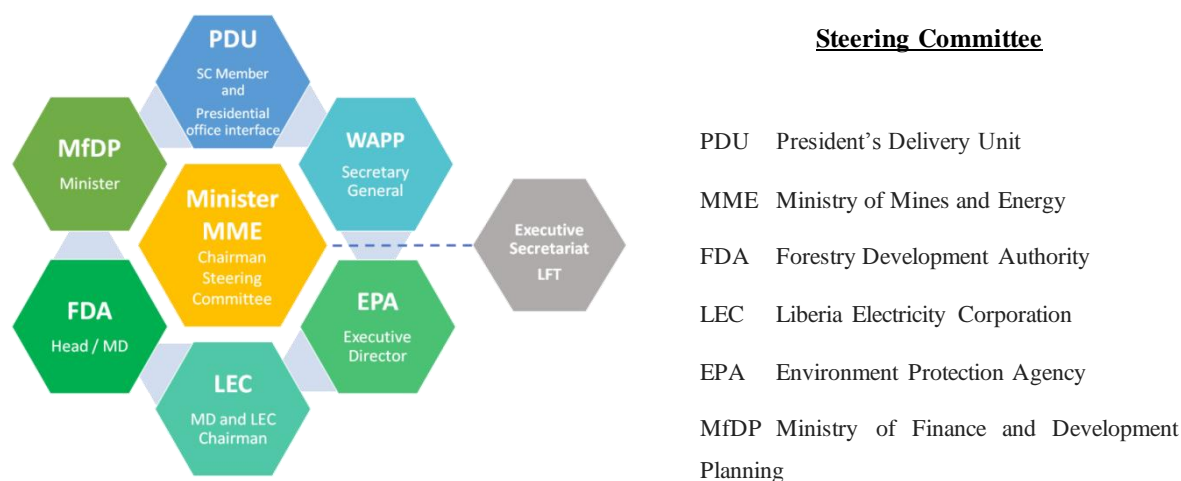 PDU
SC Member
and
Presidential
office interface
MfDP
Minister
WAPP
Secretary
General
Minister
MME
Chairman
Steering
Committee
Executive
Secretariat
LFT
FDA
Head / MD
EPA
Executive
Director
LEC
MD and LEC
Chairman
Steering Committee
PDU President’s Delivery Unit
MME Ministry of Mines and Energy
FDA Forestry Development Authority
LEC Liberia Electricity Corporation
EPA Environment Protection Agency
MfDP Ministry of Finance and Development
Planning